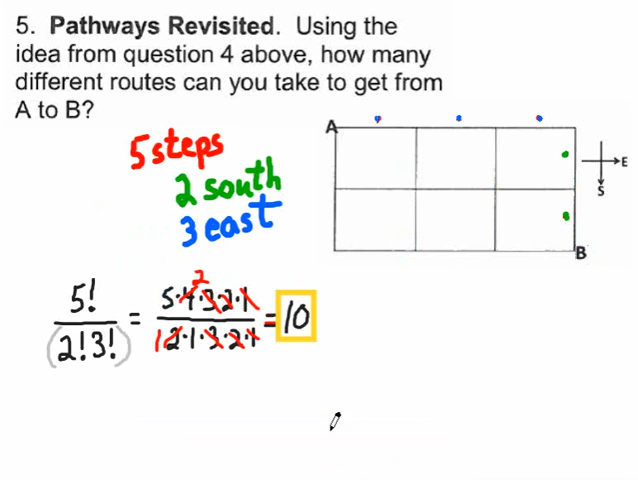 5. Pathways Revisited. Using the
idea from question 4 above, how many
different routes can you take to get from
A to B?
5 steps
2 south
3 east
A
E
S
B
5! / (2!3!) = 5·4·3·2·1 / 2·1·3·2·1 = 10
2
1